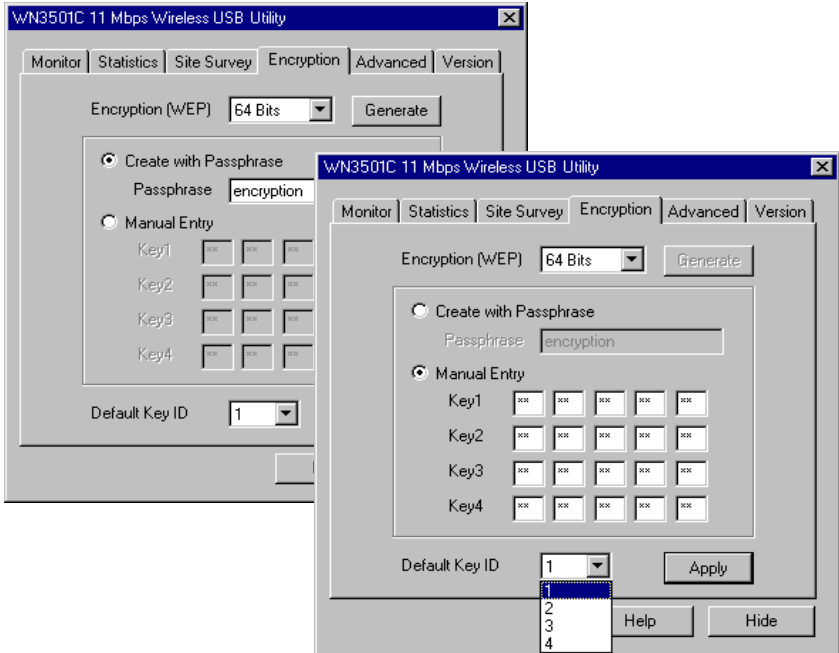 WN3501C 11 Mbps Wireless USB Utility
Monitor Statistics Site Survey Encryption Advanced Version
Encryption (WEP) 64 Bits Generate
Create with Passphrase
Passphrase encryption
Manual Entry
Key1 ** ** **
Key2 ** ** **
Key3 ** ** **
Key4 ** ** **
Default Key ID 1
WN3501C 11 Mbps Wireless USB Utility
Monitor Statistics Site Survey Encryption Advanced Version
Encryption (WEP) 64 Bits Generate
Create with Passphrase
Passphrase encryption
Manual Entry
Key1 ** ** ** ** **
Key2 ** ** ** ** **
Key3 ** ** ** ** **
Key4 ** ** ** ** **
Default Key ID 1 Apply
1
2
3
4
Help Hide